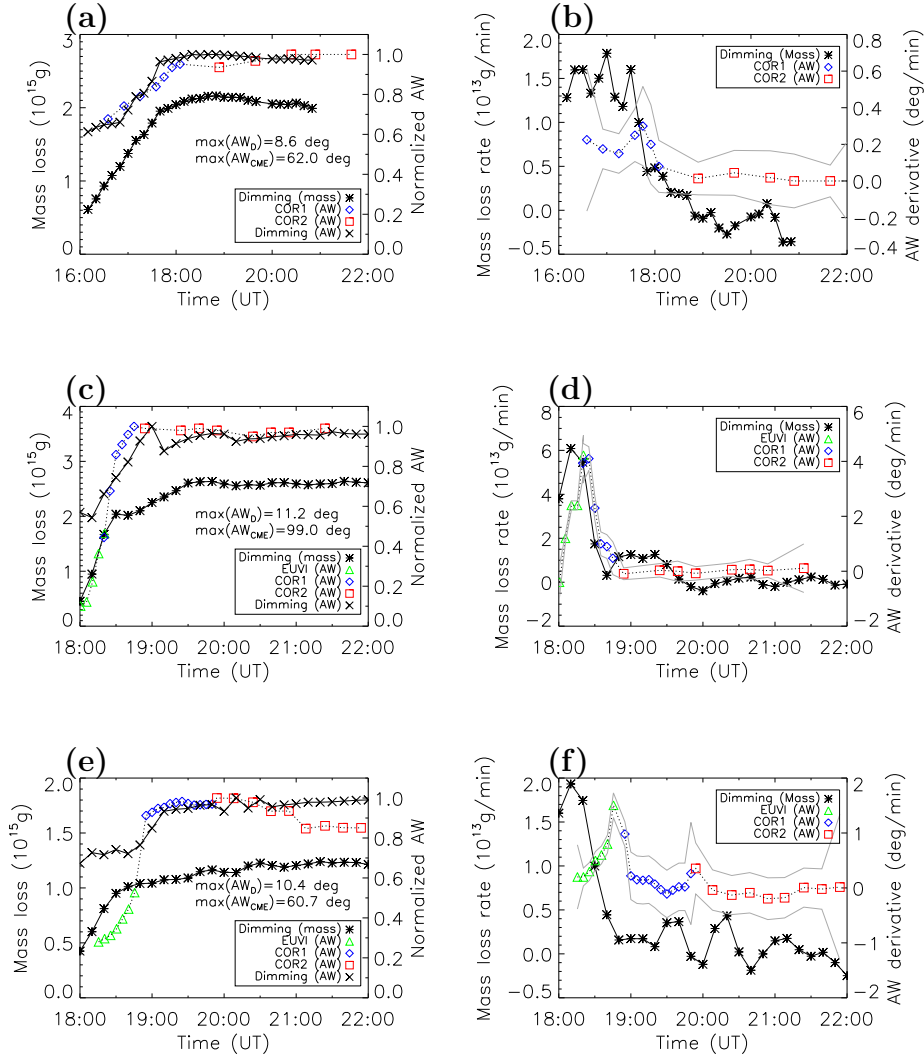 (a)
Mass loss (10^15 g)
3
2
1
0
max(AW_D)=8.6 deg
max(AW_CME)=62.0 deg
Dimming (mass)
COR1 (AW)
COR2 (AW)
Dimming (AW)
1.0
0.8
0.6
0.4
0.2
0.0
Normalized AW
16:00 18:00 20:00 22:00
Time (UT)
(b)
Mass loss rate (10^13 g/min)
2.0
1.5
1.0
0.5
0.0
−0.5
Dimming (Mass)
COR1 (AW)
COR2 (AW)
0.8
0.6
0.4
0.2
0.0
−0.2
−0.3
−0.4
AW derivative (deg/min)
16:00 18:00 20:00 22:00
Time (UT)
(c)
Mass loss (10^15 g)
4
3
2
1
0
max(AW_D)=11.2 deg
max(AW_CME)=99.0 deg
Dimming (mass)
EUVI (AW)
COR1 (AW)
COR2 (AW)
Dimming (AW)
1.0
0.8
0.6
0.4
0.2
0.0
Normalized AW
18:00 19:00 20:00 21:00 22:00
Time (UT)
(d)
Mass loss rate (10^13 g/min)
8
6
4
2
0
−2
Dimming (Mass)
EUVI (AW)
COR1 (AW)
COR2 (AW)
6
4
2
0
−2
AW derivative (deg/min)
18:00 19:00 20:00 21:00 22:00
Time (UT)
(e)
Mass loss (10^15 g)
2.0
1.5
1.0
0.5
0.0
max(AW_D)=10.4 deg
max(AW_CME)=60.7 deg
Dimming (mass)
EUVI (AW)
COR1 (AW)
COR2 (AW)
Dimming (AW)
1.0
0.8
0.6
0.4
0.2
0.0
Normalized AW
18:00 19:00 20:00 21:00 22:00
Time (UT)
(f)
Mass loss rate (10^13 g/min)
2.0
1.5
1.0
0.5
−0.0
−0.5
Dimming (Mass)
EUVI (AW)
COR1 (AW)
COR2 (AW)
2
1
0
−1
−2
AW derivative (deg/min)
18:00 19:00 20:00 21:00 22:00
Time (UT)